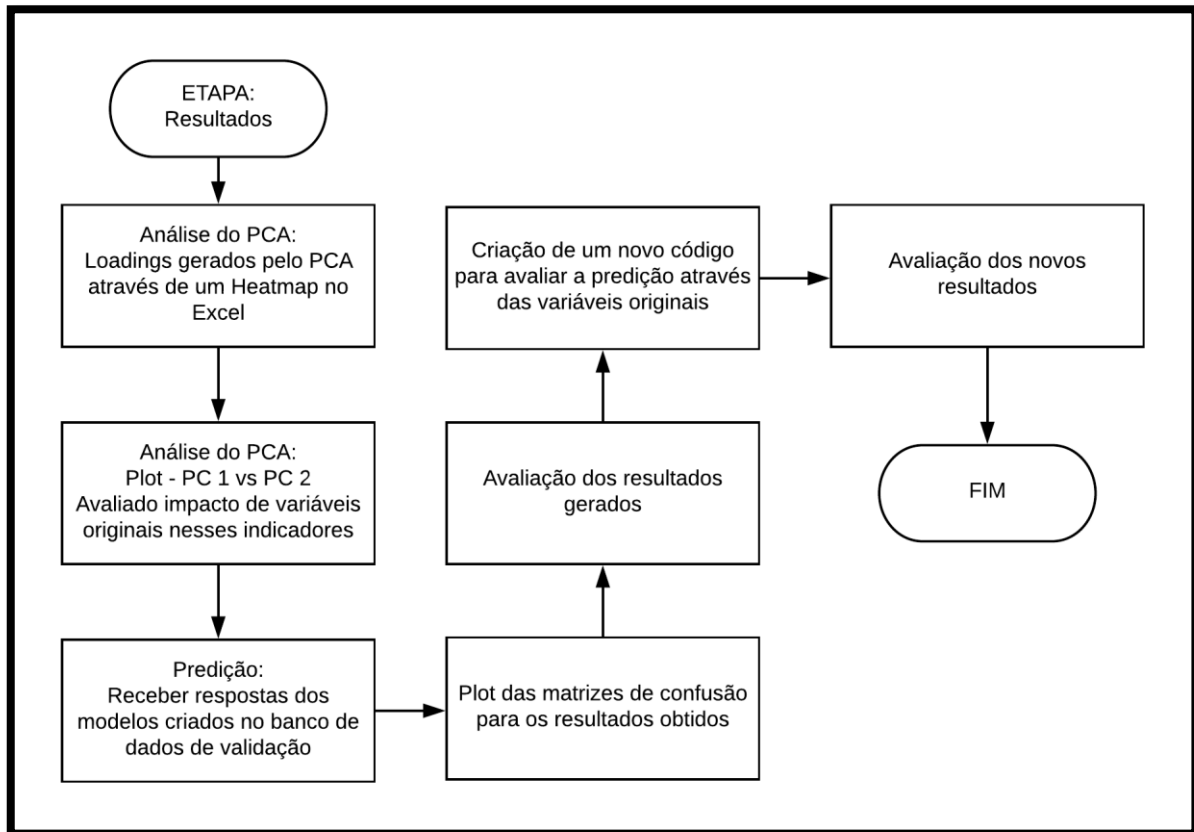 ETAPA:
Resultados
Análise do PCA:
Loadings gerados pelo PCA
através de um Heatmap no
Excel
Análise do PCA:
Plot - PC 1 vs PC 2
Avaliado impacto de variáveis
originais nesses indicadores
Predição:
Receber respostas dos
modelos criados no banco de
dados de validação
Plot das matrizes de confusão
para os resultados obtidos
Avaliação dos resultados
gerados
Criação de um novo código
para avaliar a predição através
das variáveis originais
Avaliação dos novos
resultados
FIM